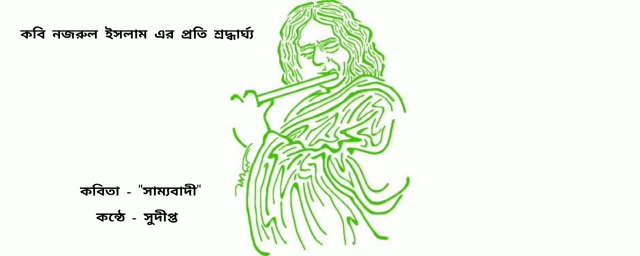 কবি নজরুল ইসলাম এর প্রতি শ্রদ্ধার্ঘ্য
কবিতা - "সাম্যবাদী"
কন্ঠে - সুদীপ্ত